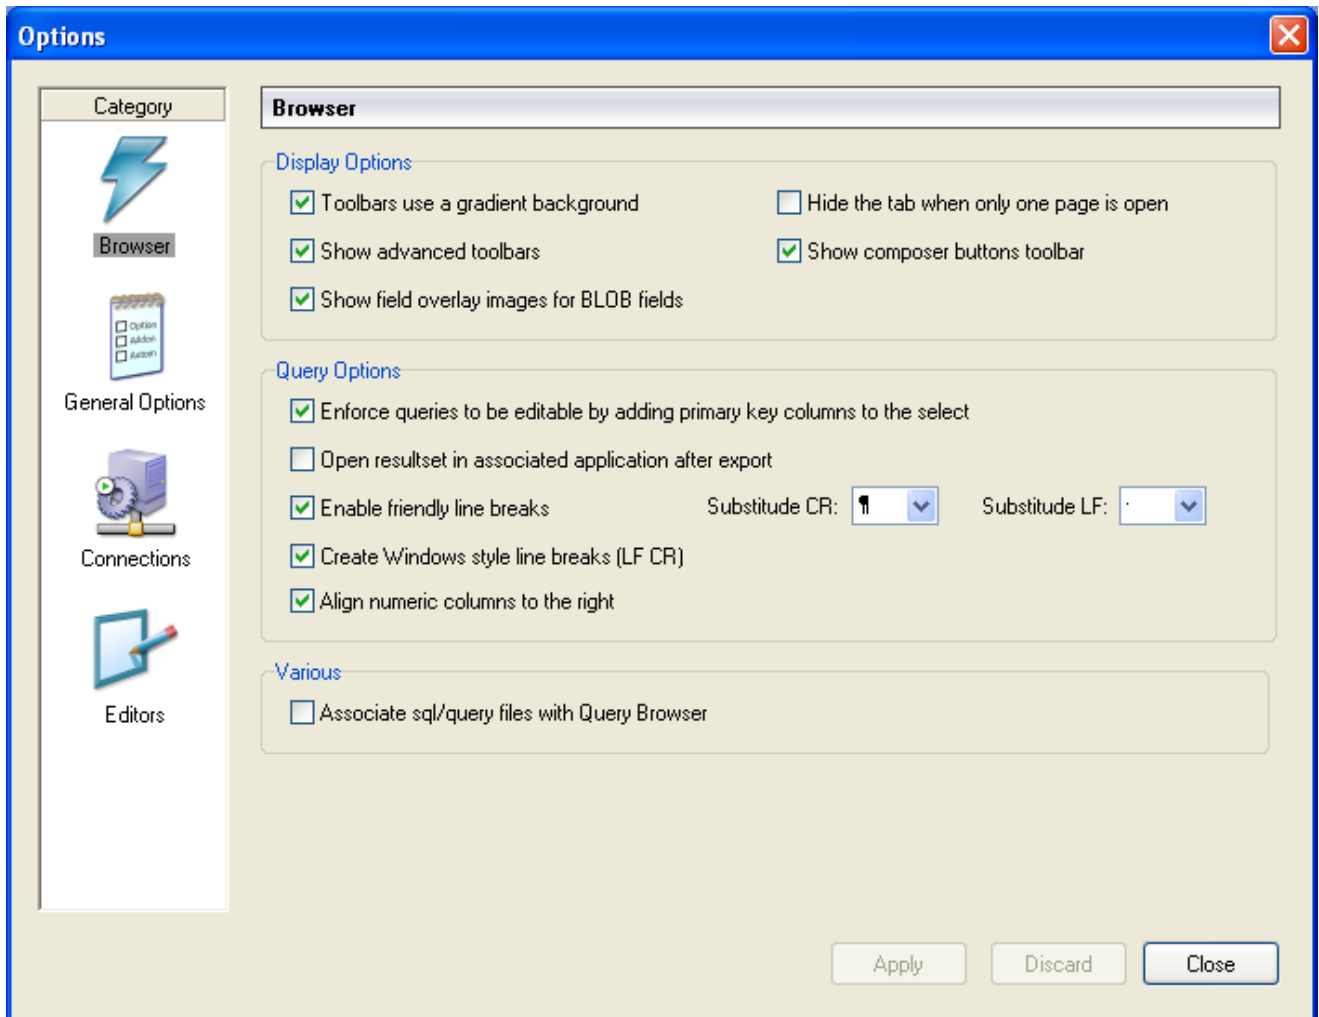 Options
Category
Browser
Option
Addon
General Options
Connections
Editors
Browser
Display Options
Toolbars use a gradient background
Hide the tab when only one page is open
Show advanced toolbars
Show composer buttons toolbar
Show field overlay images for BLOB fields
Query Options
Enforce queries to be editable by adding primary key columns to the select
Open resultset in associated application after export
Enable friendly line breaks Substitude CR: ¶ Substitude LF: ·
Create Windows style line breaks (LF CR)
Align numeric columns to the right
Various
Associate sql/query files with Query Browser
Apply Discard Close